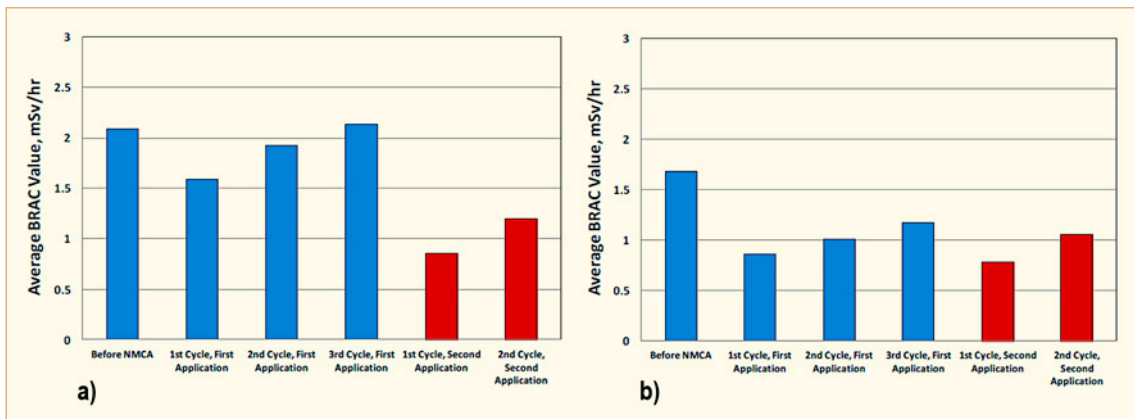 3
2.5
2
1.5
1
0.5
0
Average BRAC Value, mSv/hr
Before NMCA
1st Cycle, First
Application
2nd Cycle, First
Application
3rd Cycle, First
Application
1st Cycle, Second
Application
2nd Cycle,
Second
Application
a)
3
2.5
2
1.5
1
0.5
0
Average BRAC Value, mSv/hr
Before NMCA
1st Cycle, First
Application
2nd Cycle, First
Application
3rd Cycle, First
Application
1st Cycle, Second
Application
2nd Cycle,
Second
Application
b)